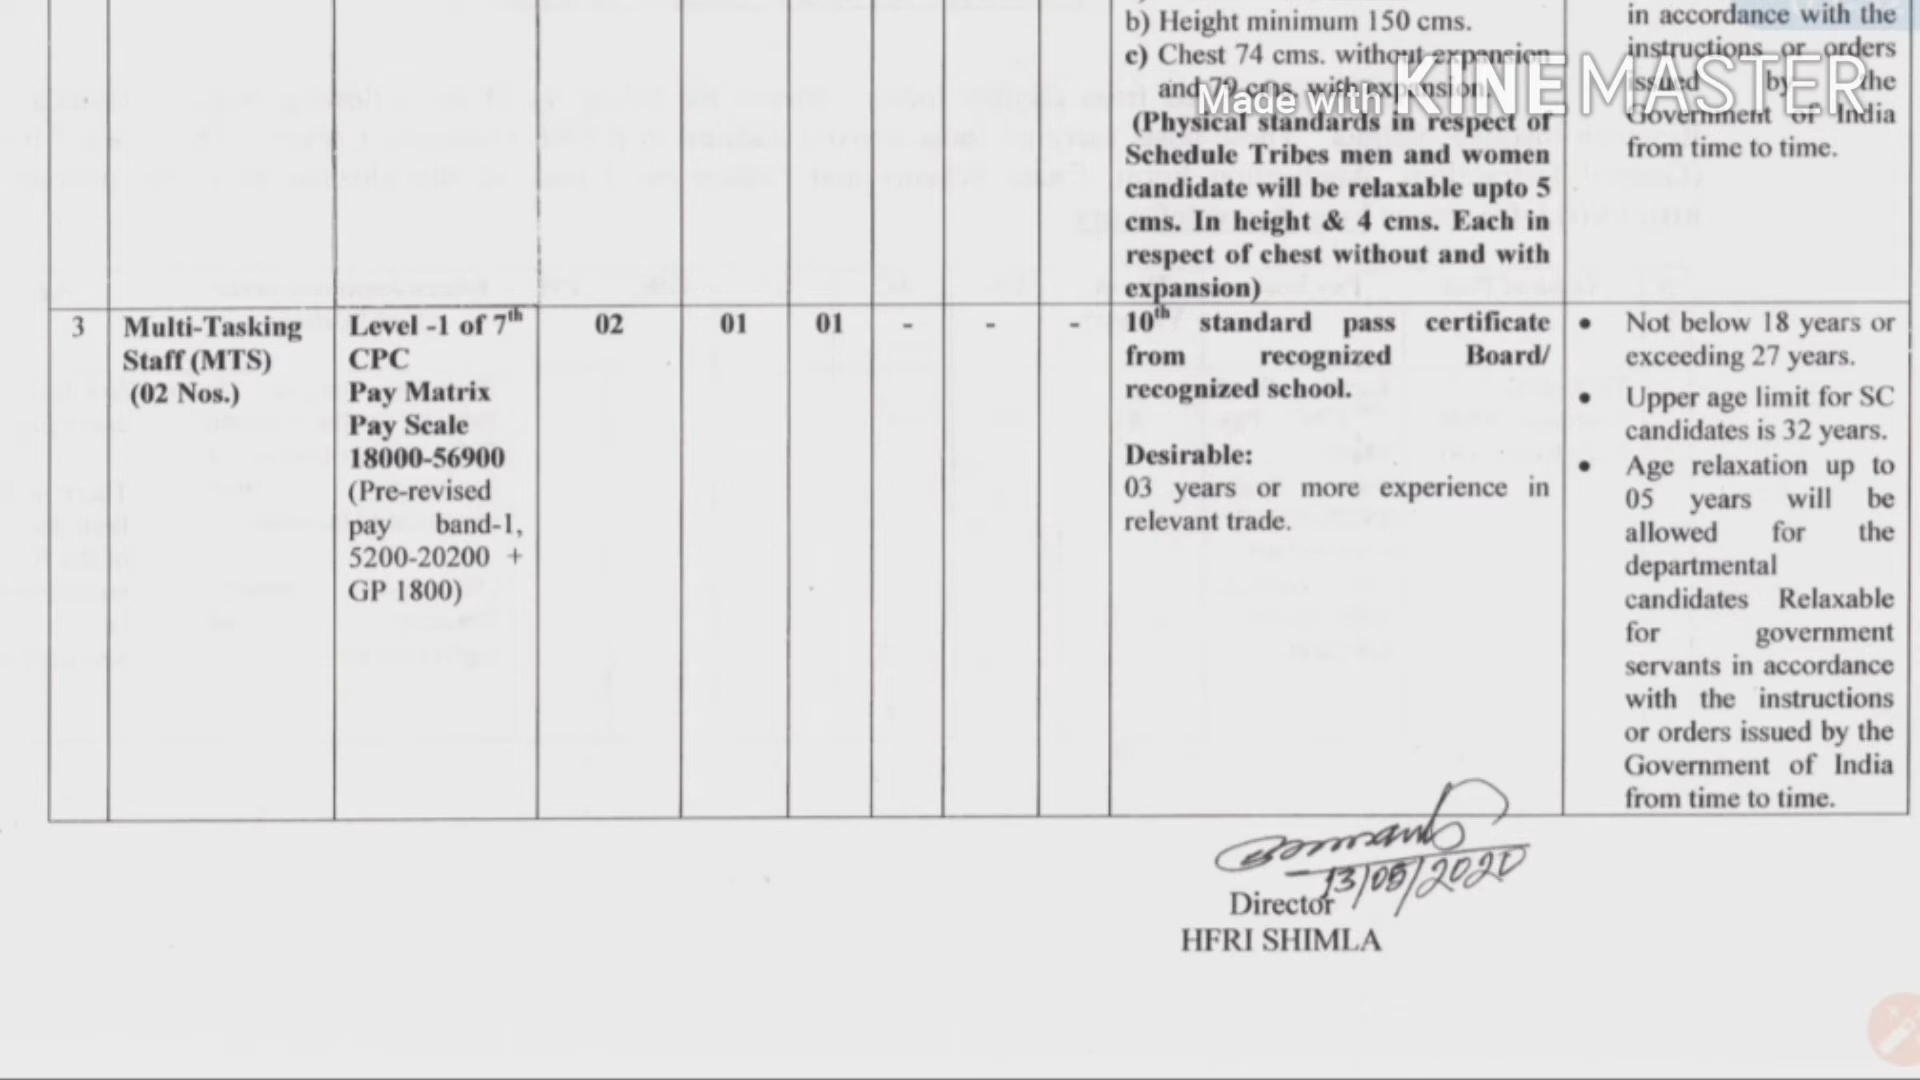 b) Height minimum 150 cms.
c) Chest 74 cms. without expansion
and 79 cms. with expansion.
(Physical standards in respect of
Schedule Tribes men and women
candidate will be relaxable upto 5
cms. In height & 4 cms. Each in
respect of chest without and with
expansion)
in accordance with the
instructions or orders
issued by the
Government of India
from time to time.
Made with KINEMASTER
3
Multi-Tasking
Staff (MTS)
(02 Nos.)
Level -1 of 7th
CPC
Pay Matrix
Pay Scale
18000-56900
(Pre-revised
pay band-1,
5200-20200 +
GP 1800)
02
01
01
-
-
-
10th standard pass certificate
from recognized Board/
recognized school.
Desirable:
03 years or more experience in
relevant trade.
• Not below 18 years or
exceeding 27 years.
• Upper age limit for SC
candidates is 32 years.
• Age relaxation up to
05 years will be
allowed for the
departmental
candidates Relaxable
for government
servants in accordance
with the instructions
or orders issued by the
Government of India
from time to time.
13/05/2020
Director
HFRI SHIMLA